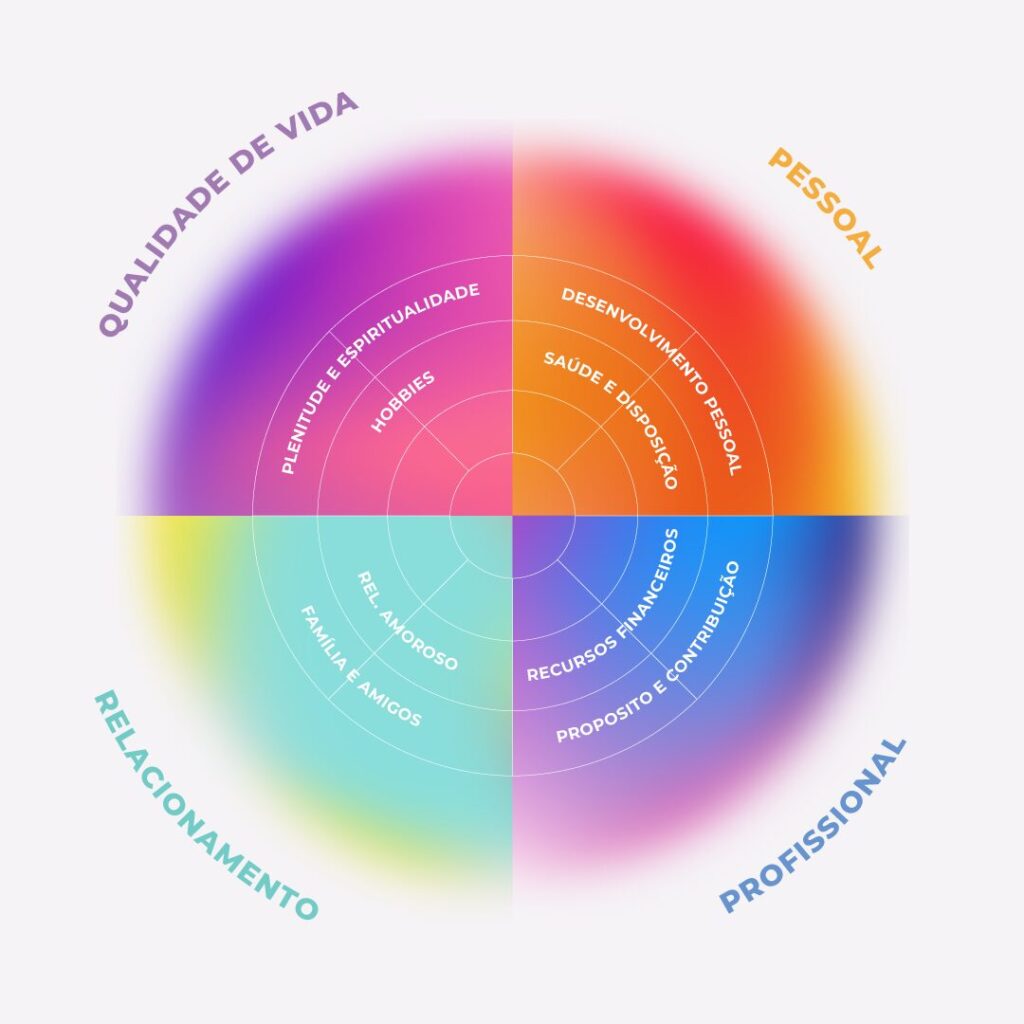 QUALIDADE DE VIDA
PLENITUDE E ESPIRITUALIDADE
HOBBIES
PESSOAL
DESENVOLVIMENTO PESSOAL
SAÚDE E DISPOSIÇÃO
RELACIONAMENTO
REL. AMOROSO
FAMÍLIA E AMIGOS
PROFISSIONAL
RECURSOS FINANCEIROS
PROPOSITO E CONTRIBUIÇÃO